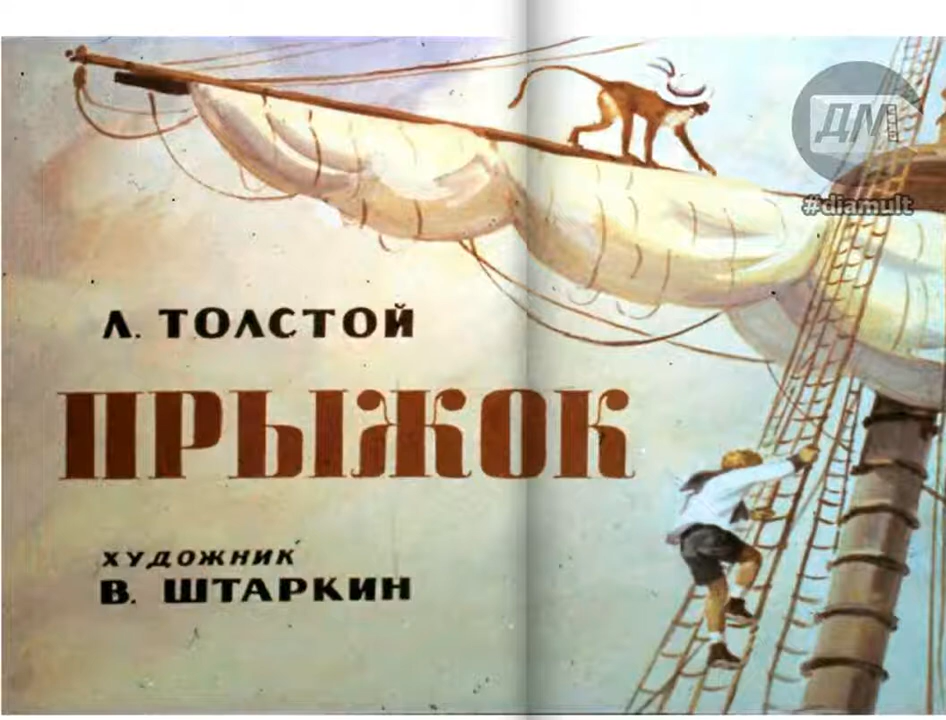 ДМ
#diamult
Л. ТОЛСТОЙ
ПРЫЖОК
ХУДОЖНИК
В. ШТАРКИН